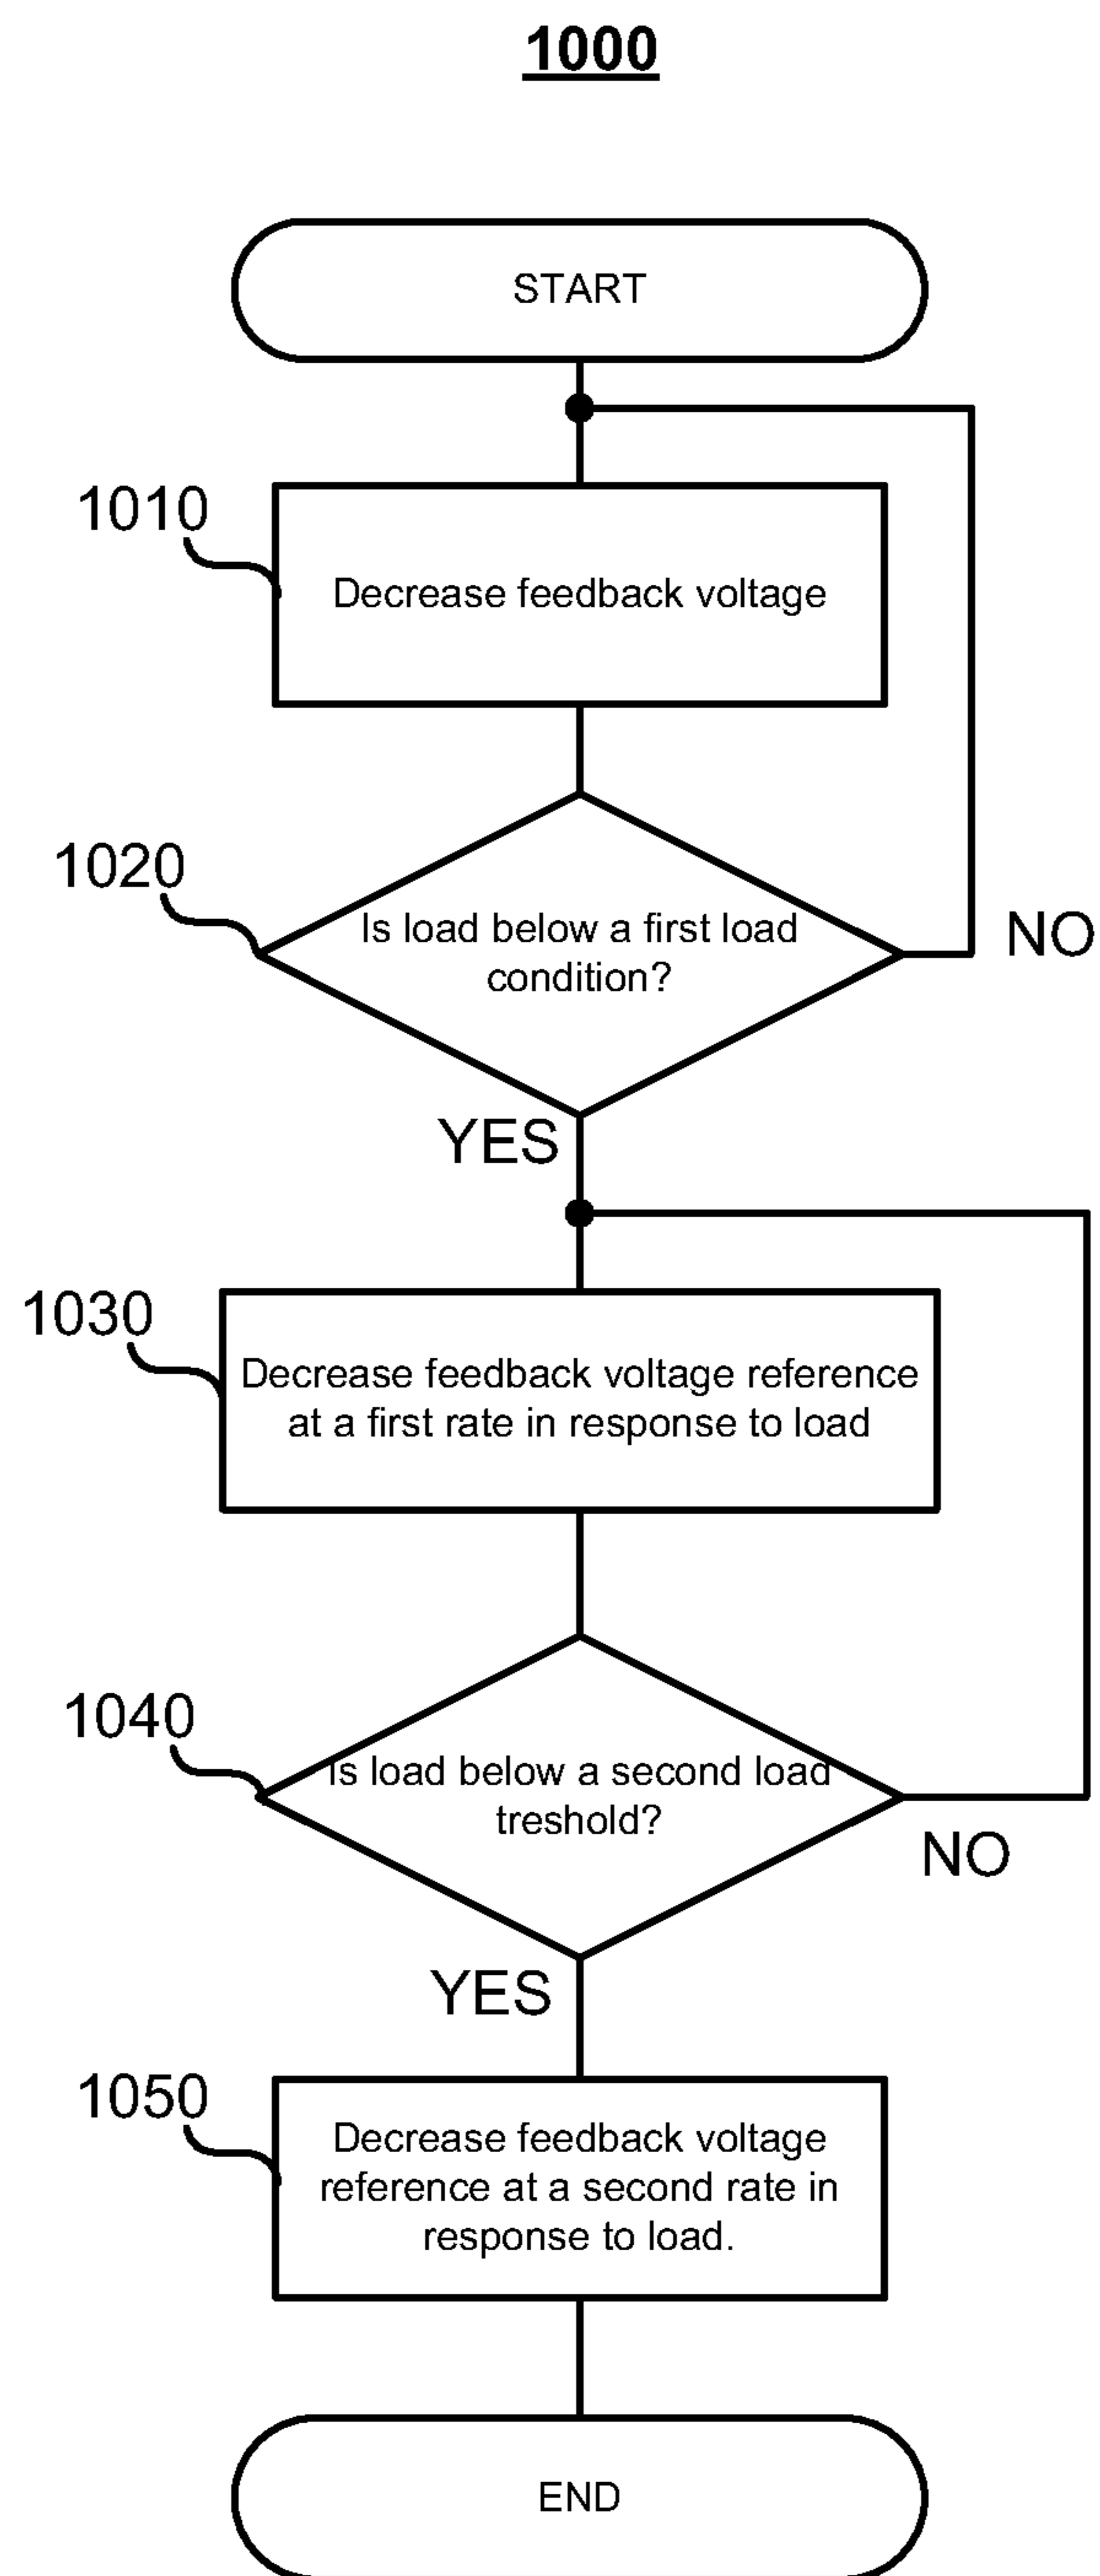 1000
START
1010
Decrease feedback voltage
1020
Is load below a first load
condition?
NO
YES
1030
Decrease feedback voltage reference
at a first rate in response to load
1040
Is load below a second load
treshold?
NO
YES
1050
Decrease feedback voltage
reference at a second rate in
response to load.
END